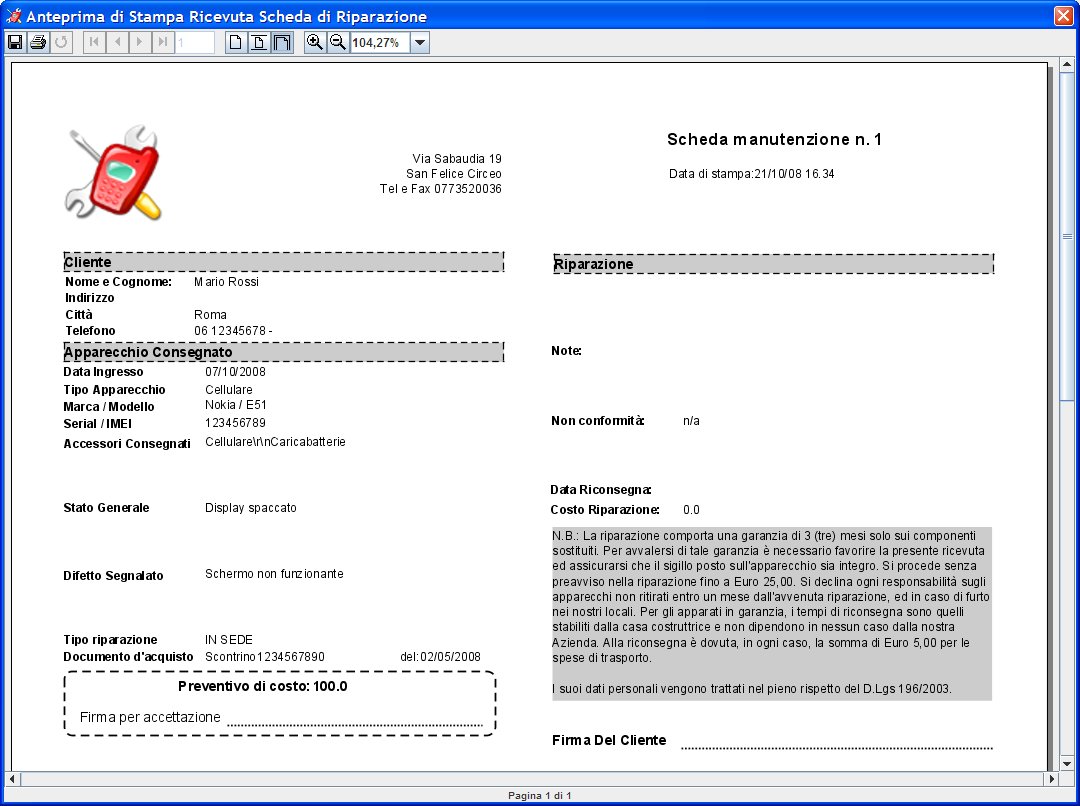 Anteprima di Stampa Ricevuta Scheda di Riparazione
1
104,27%
Via Sabaudia 19
San Felice Circeo
Tel e Fax 0773520036
Scheda manutenzione n. 1
Data di stampa:21/10/08 16.34
Cliente
Nome e Cognome: Mario Rossi
Indirizzo
Città Roma
Telefono 06 12345678 -
Apparecchio Consegnato
Data Ingresso 07/10/2008
Tipo Apparecchio Cellulare
Marca / Modello Nokia / E51
Serial / IMEI 123456789
Accessori Consegnati Cellulare\r\nCaricabatterie
Stato Generale Display spaccato
Difetto Segnalato Schermo non funzionante
Tipo riparazione IN SEDE
Documento d'acquisto Scontrino1234567890 del:02/05/2008
Preventivo di costo: 100.0
Firma per accettazione
Riparazione
Note:
Non conformità: n/a
Data Riconsegna:
Costo Riparazione: 0.0
N.B.: La riparazione comporta una garanzia di 3 (tre) mesi solo sui componenti
sostituiti. Per avvalersi di tale garanzia è necessario favorire la presente ricevuta
ed assicurarsi che il sigillo posto sull'apparecchio sia integro. Si procede senza
preavviso nella riparazione fino a Euro 25,00. Si declina ogni responsabilità sugli
apparecchi non ritirati entro un mese dall'avvenuta riparazione, ed in caso di furto
nei nostri locali. Per gli apparati in garanzia, i tempi di riconsegna sono quelli
stabiliti dalla casa costruttrice e non dipendono in nessun caso dalla nostra
Azienda. Alla riconsegna è dovuta, in ogni caso, la somma di Euro 5,00 per le
spese di trasporto.
I suoi dati personali vengono trattati nel pieno rispetto del D.Lgs 196/2003.
Firma Del Cliente
Pagina 1 di 1